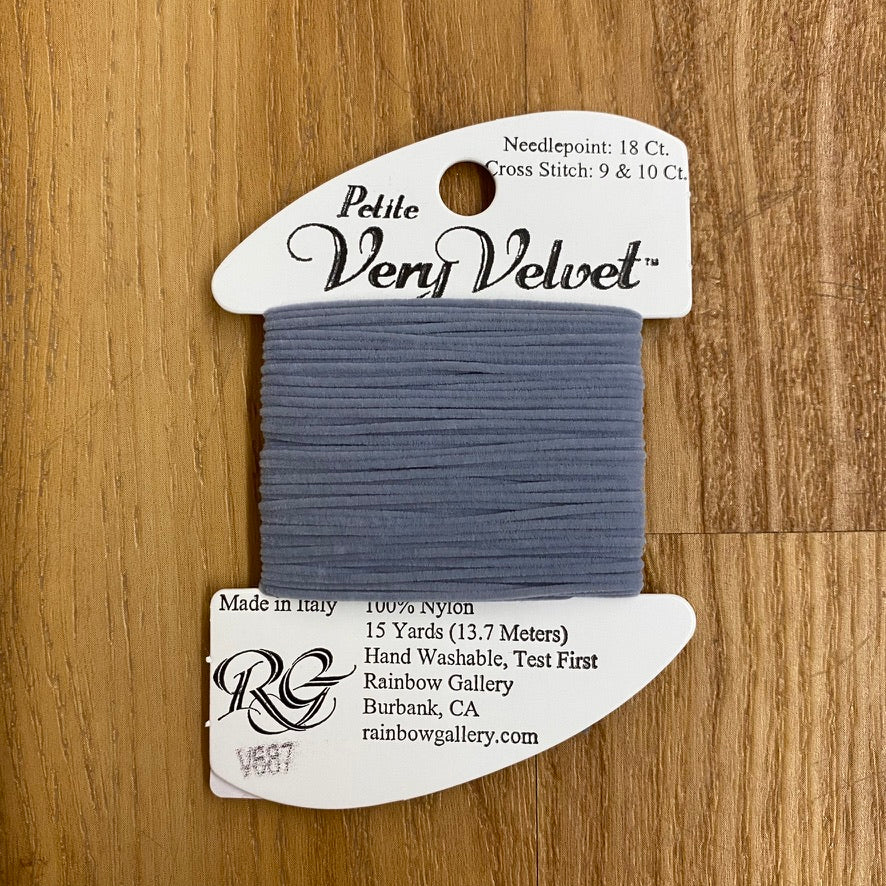 Needlepoint: 18 Ct.
Cross Stitch: 9 & 10 Ct.
Petite
Very Velvet™
Made in Italy
100% Nylon
15 Yards (13.7 Meters)
Hand Washable, Test First
Rainbow Gallery
Burbank, CA
rainbowgallery.com
RG
V687